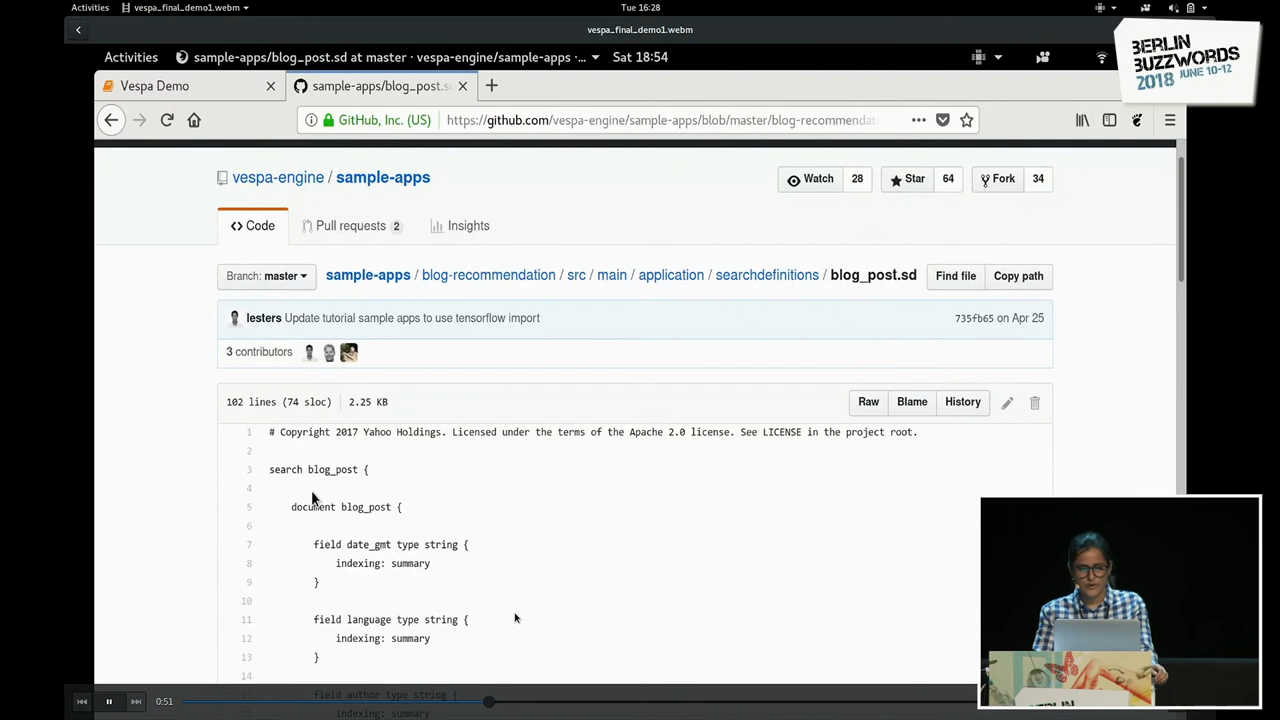 Activities vespa_final_demo1.webm Tue 16:28
vespa_final_demo1.webm
BERLIN
BUZZWORDS
2018 JUNE 10-12
Activities sample-apps/blog_post.sd at master · vespa-engine/sample-apps ·... Sat 18:54
Vespa Demo sample-apps/blog_post.s
GitHub, Inc. (US) https://github.com/vespa-engine/sample-apps/blob/master/blog-recommendat
vespa-engine / sample-apps Watch 28 Star 64 Fork 34
Code Pull requests 2 Insights
Branch: master sample-apps / blog-recommendation / src / main / application / searchdefinitions / blog_post.sd Find file Copy path
lesters Update tutorial sample apps to use tensorflow import 735fb65 on Apr 25
3 contributors
102 lines (74 sloc) 2.25 KB Raw Blame History
1 # Copyright 2017 Yahoo Holdings. Licensed under the terms of the Apache 2.0 license. See LICENSE in the project root.
2
3 search blog_post {
4
5 document blog_post {
6
7 field date_gmt type string {
8 indexing: summary
9 }
10
11 field language type string {
12 indexing: summary
13 }
14
field author type string {
indexing: summary
0:51
BERLIN